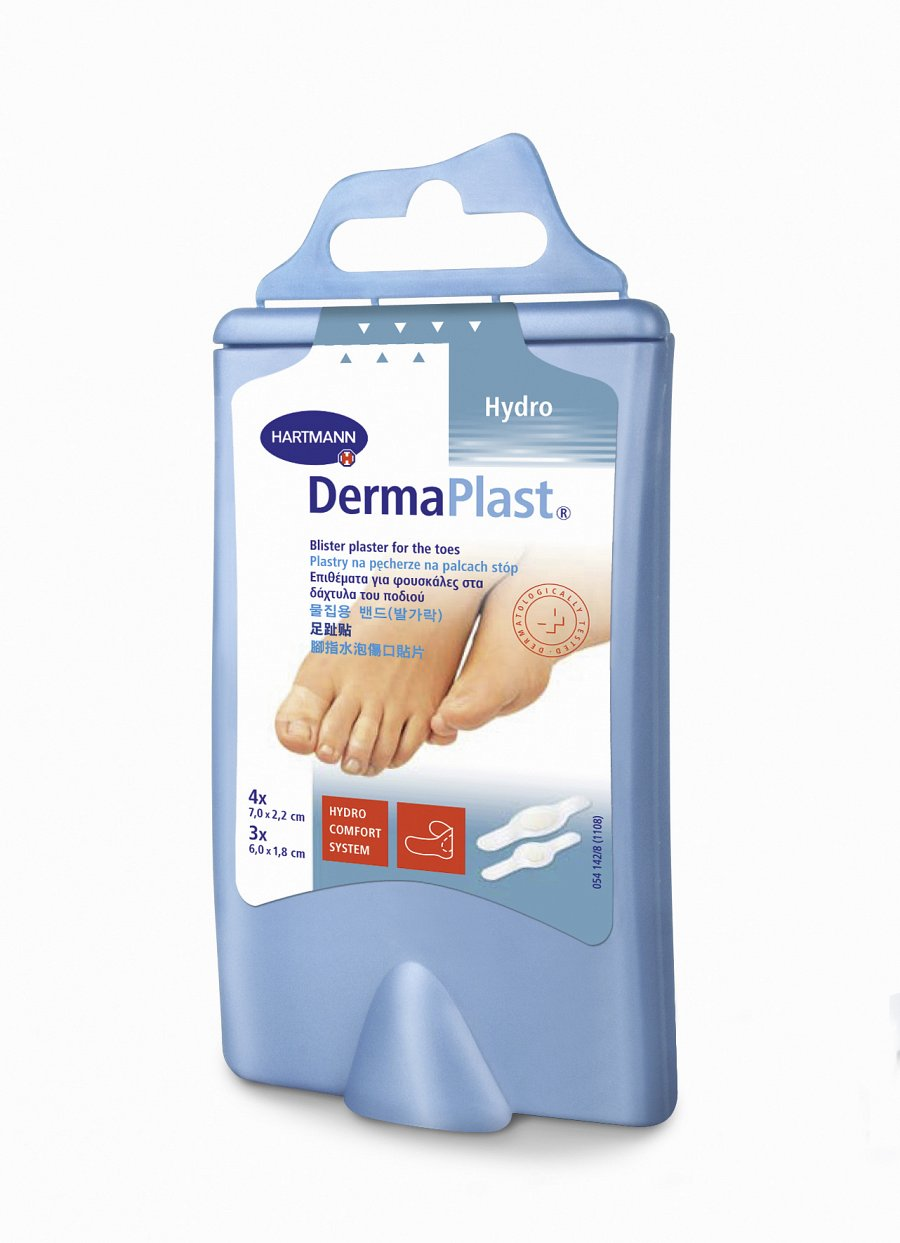 Hydro
HARTMANN
DermaPlast®
Blister plaster for the toes
Plastry na pęcherze na palcach stóp
Επιθέματα για φουσκάλες στα
δάχτυλα του ποδιού
물집용 밴드(발가락)
足趾贴
腳指水泡傷口貼片
DERMATOLOGICALLY TESTED
4x
7,0 x 2,2 cm
3x
6,0 x 1,8 cm
HYDRO
COMFORT
SYSTEM
054 142/8 (1108)